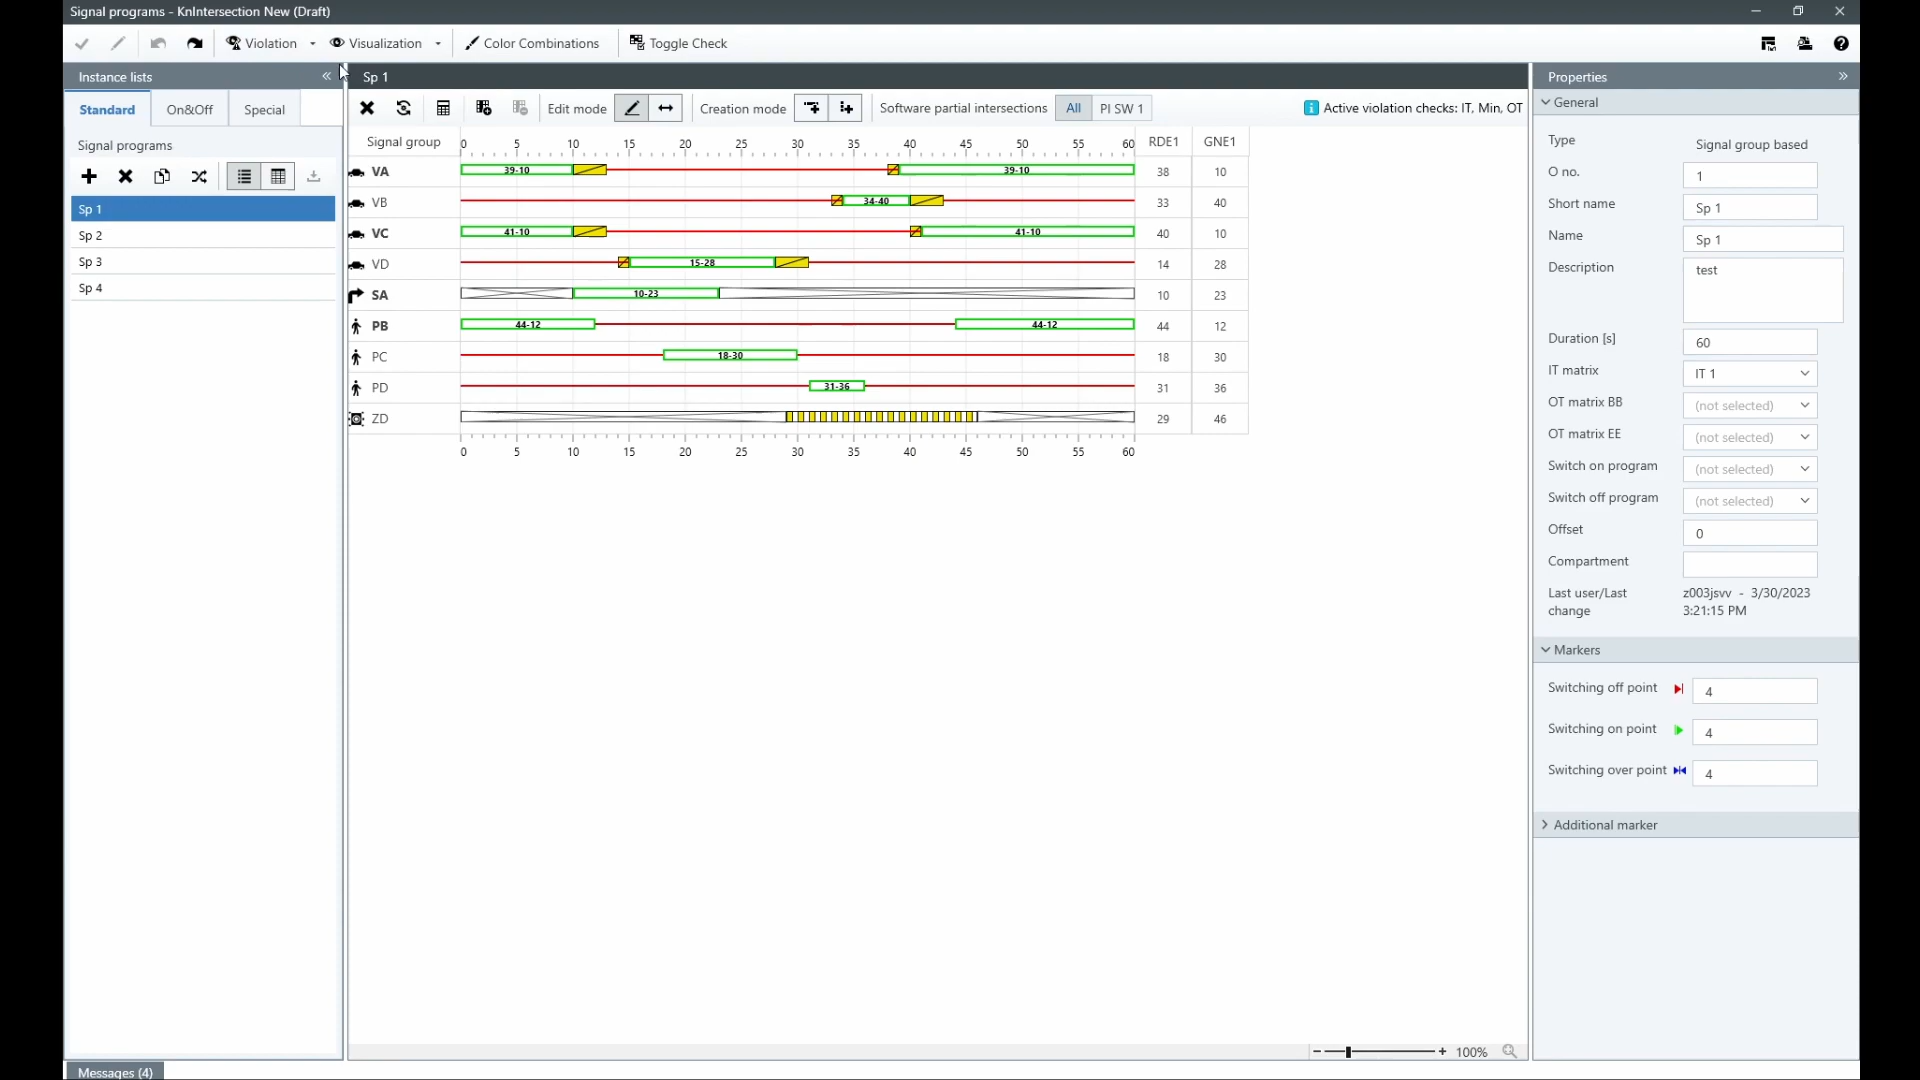 Signal programs - KnIntersection New (Draft)
Violation Visualization Color Combinations Toggle Check
Instance lists
Standard On&Off Special
Signal programs
Sp 1
Sp 2
Sp 3
Sp 4
Sp 1
Edit mode Creation mode Software partial intersections All PI SW 1 Active violation checks: IT, Min, OT
Signal group 0 5 10 15 20 25 30 35 40 45 50 55 60 RDE1 GNE1
VA 39-10 39-10 38 10
VB 34-40 33 40
VC 41-10 41-10 40 10
VD 15-28 14 28
SA 10-23 10 23
PB 44-12 44-12 44 12
PC 18-30 18 30
PD 31-36 31 36
ZD 29 46
0 5 10 15 20 25 30 35 40 45 50 55 60
100%
Properties
General
Type Signal group based
O no. 1
Short name Sp 1
Name Sp 1
Description test
Duration [s] 60
IT matrix IT 1
OT matrix BB (not selected)
OT matrix EE (not selected)
Switch on program (not selected)
Switch off program (not selected)
Offset 0
Compartment
Last user/Last z003jsvv - 3/30/2023
change 3:21:15 PM
Markers
Switching off point 4
Switching on point 4
Switching over point 4
Additional marker
Messages (4)